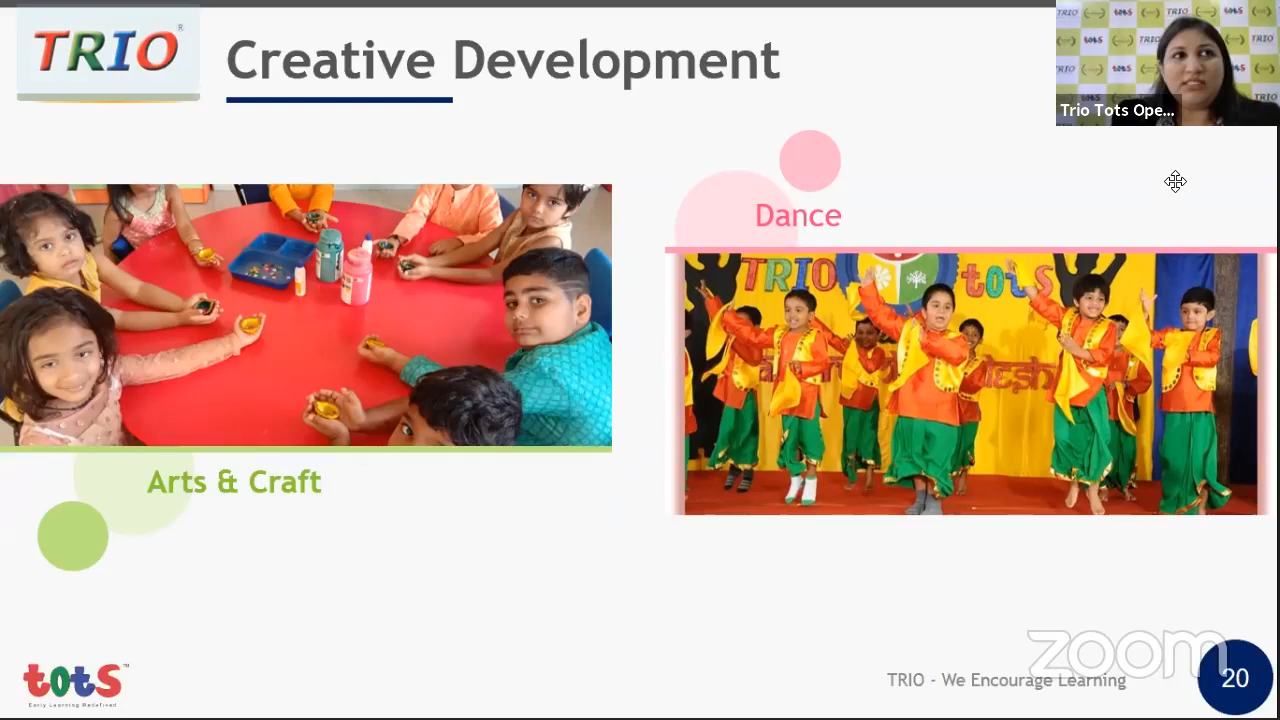 TRIO®
Creative Development
Trio Tots Ope...
Dance
TRIO tots
Arts & Craft
tots™
Early Learning Redefined
TRIO - We Encourage Learning
zoom
20